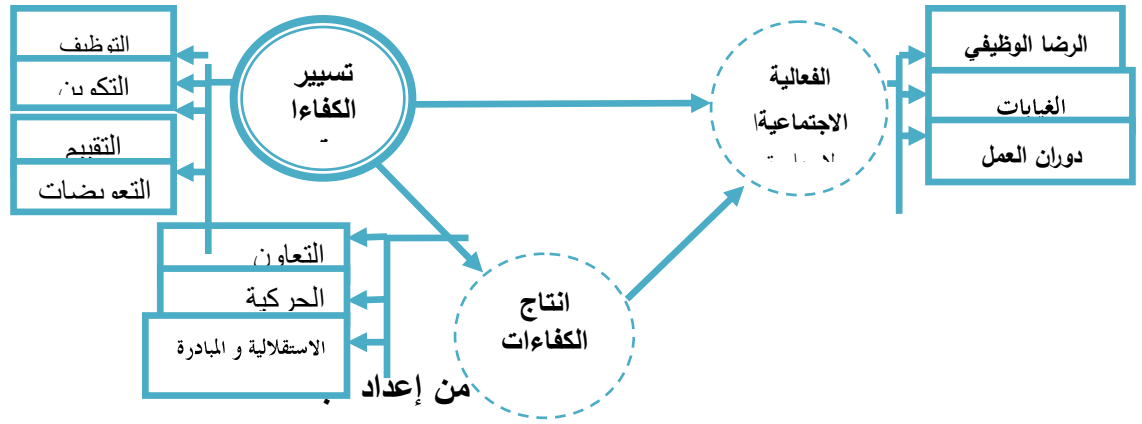 التوظيف
التكوين
التقييم
التعويضات
تسيير
الكفاءا
الفعالية
الاجتماعية
الرضا الوظيفي
الغيابات
دوران العمل
التعاون
الحركية
الاستقلالية و المبادرة
انتاج
الكفاءات
من إعداد